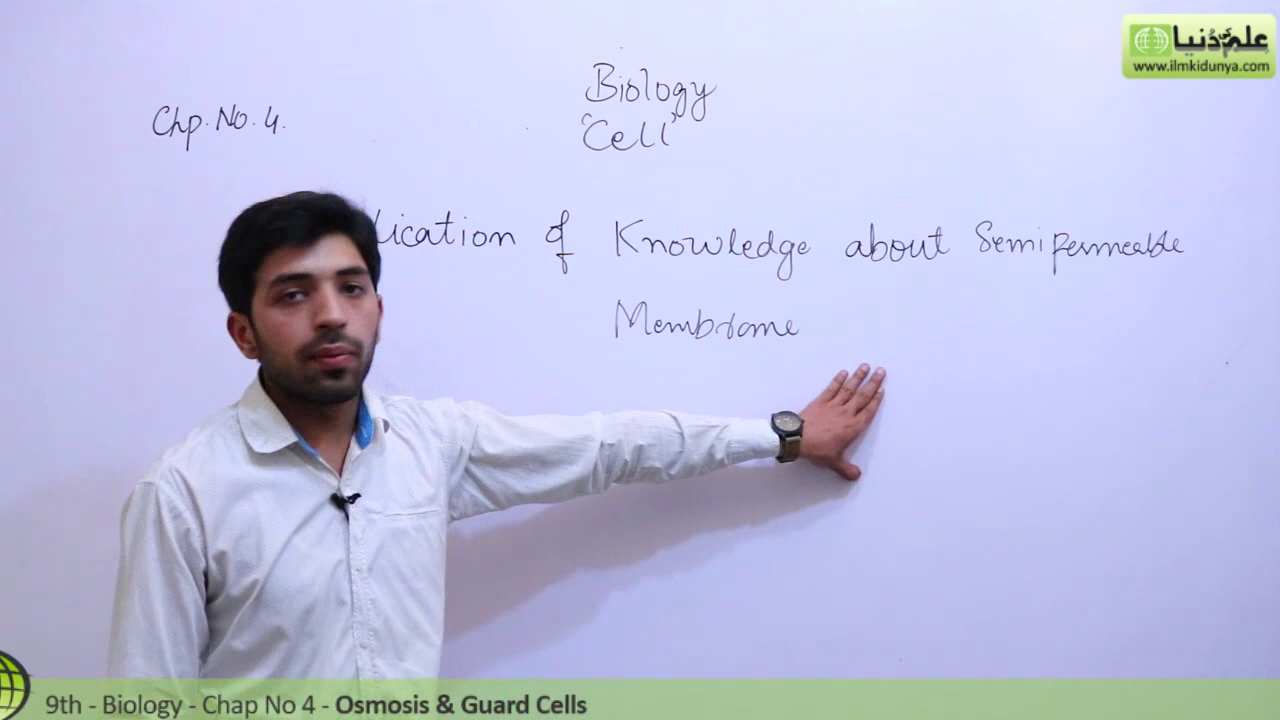 علم کی دُنیا
www.ilmkidunya.com
Biology
Chp. No. 4.
"Cell"
lication of Knowledge about Semipermeable
Membrane
9th - Biology - Chap No 4 - Osmosis & Guard Cells